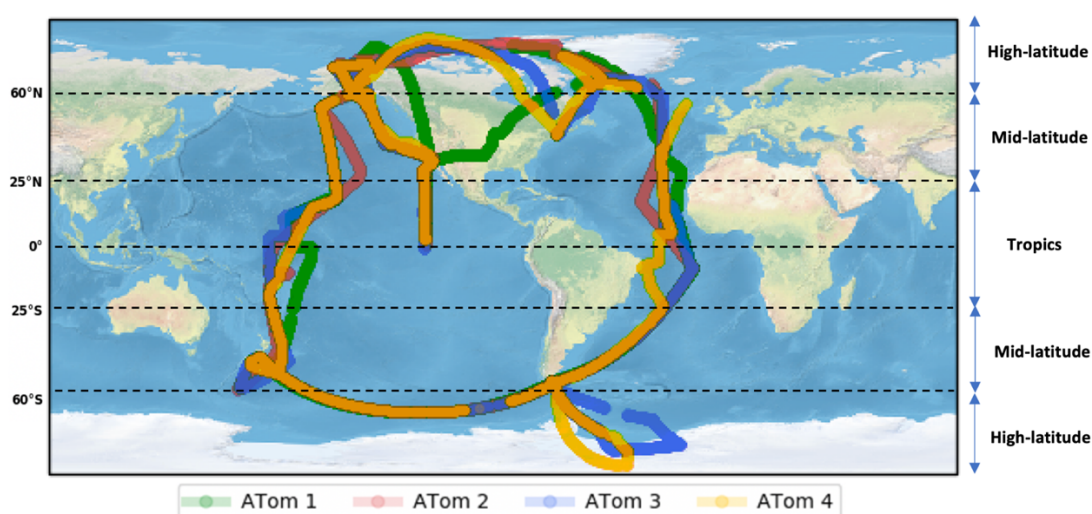 High-latitude
60°N
Mid-latitude
25°N
0°
Tropics
25°S
Mid-latitude
60°S
High-latitude
ATom 1 ATom 2 ATom 3 ATom 4